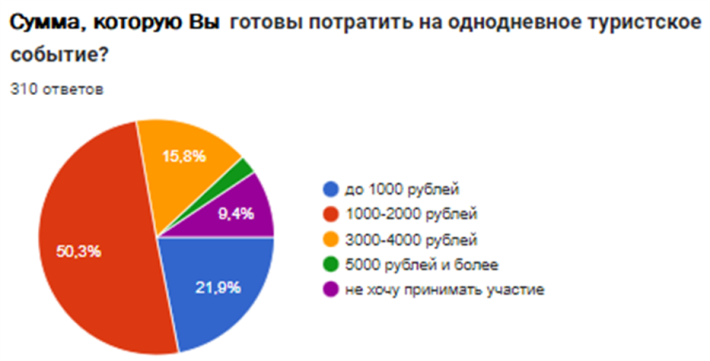 Сумма, которую Вы готовы потратить на однодневное туристское
событие?
310 ответов
15,8%
9,4%
50,3%
21,9%
до 1000 рублей
1000-2000 рублей
3000-4000 рублей
5000 рублей и более
не хочу принимать участие